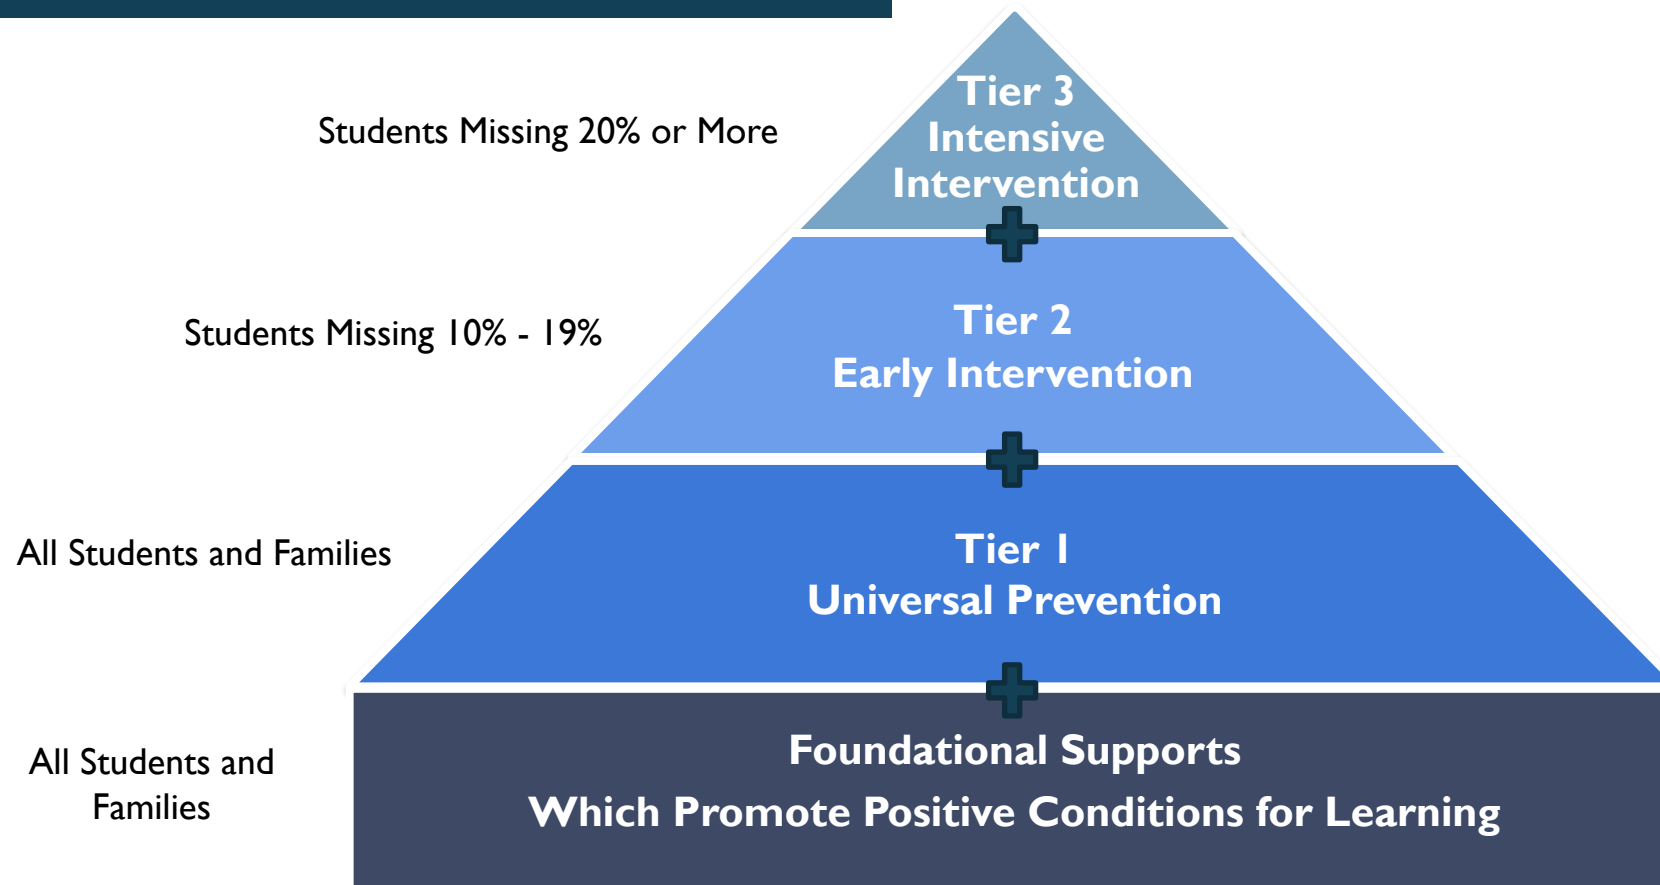 Tier 3
Intensive
Intervention
Students Missing 20% or More
Tier 2
Early Intervention
Students Missing 10% - 19%
Tier 1
Universal Prevention
All Students and Families
Foundational Supports
Which Promote Positive Conditions for Learning
All Students and
Families